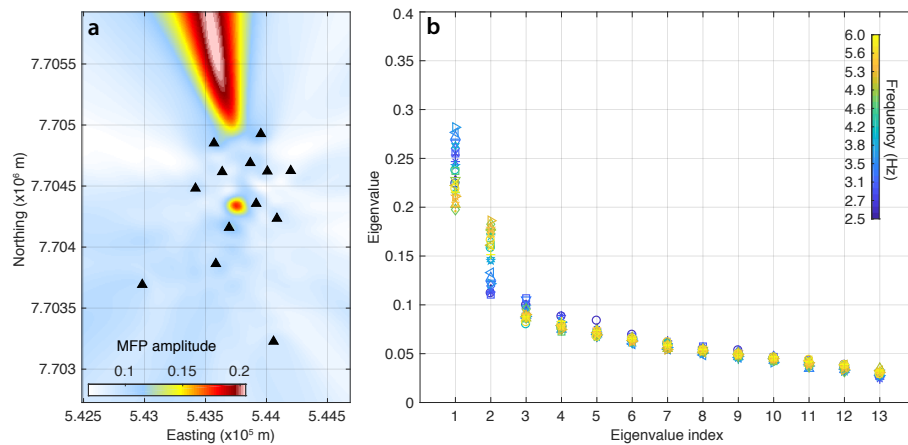 a
7.7055
7.705
7.7045
7.704
7.7035
7.703
Northing (x10⁶ m)
MFP amplitude
0.1 0.15 0.2
5.425 5.43 5.435 5.44 5.445
Easting (x10⁵ m)
b
0.4
0.35
0.3
0.25
0.2
0.15
0.1
0.05
0
Eigenvalue
1 2 3 4 5 6 7 8 9 10 11 12 13
Eigenvalue index
6.0
5.6
5.3
4.9
4.6
4.2
3.8
3.5
3.1
2.7
2.5
Frequency (Hz)